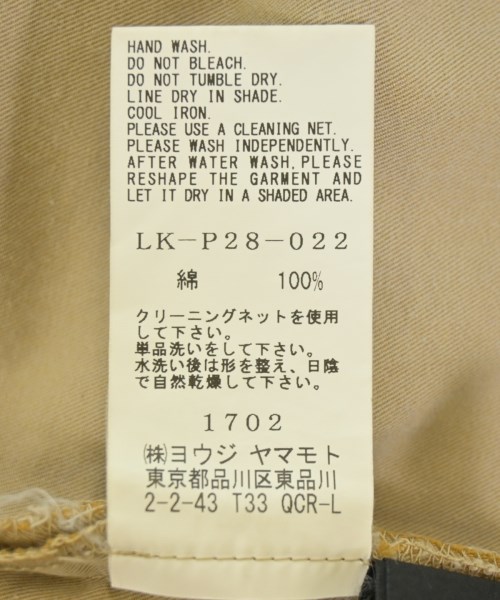 HAND WASH.
DO NOT BLEACH.
DO NOT TUMBLE DRY.
LINE DRY IN SHADE.
COOL IRON.
PLEASE USE A CLEANING NET.
PLEASE WASH INDEPENDENTLY.
AFTER WATER WASH, PLEASE
RESHAPE THE GARMENT AND
LET IT DRY IN A SHADED AREA.
LK-P28-022
綿 100%
クリーニングネットを使用
して下さい。
単品洗いをして下さい。
水洗い後は形を整え、日陰
で自然乾燥して下さい。
1702
㈱ヨウジ ヤマモト
東京都品川区東品川
2-2-43 T33 QCR-L